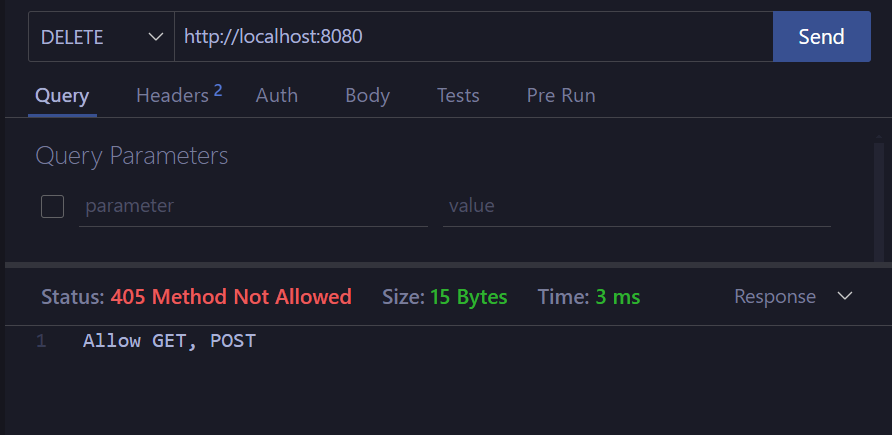 DELETE http://localhost:8080 Send
Query Headers 2 Auth Body Tests Pre Run
Query Parameters
parameter value
Status: 405 Method Not Allowed Size: 15 Bytes Time: 3 ms Response
1 Allow GET, POST